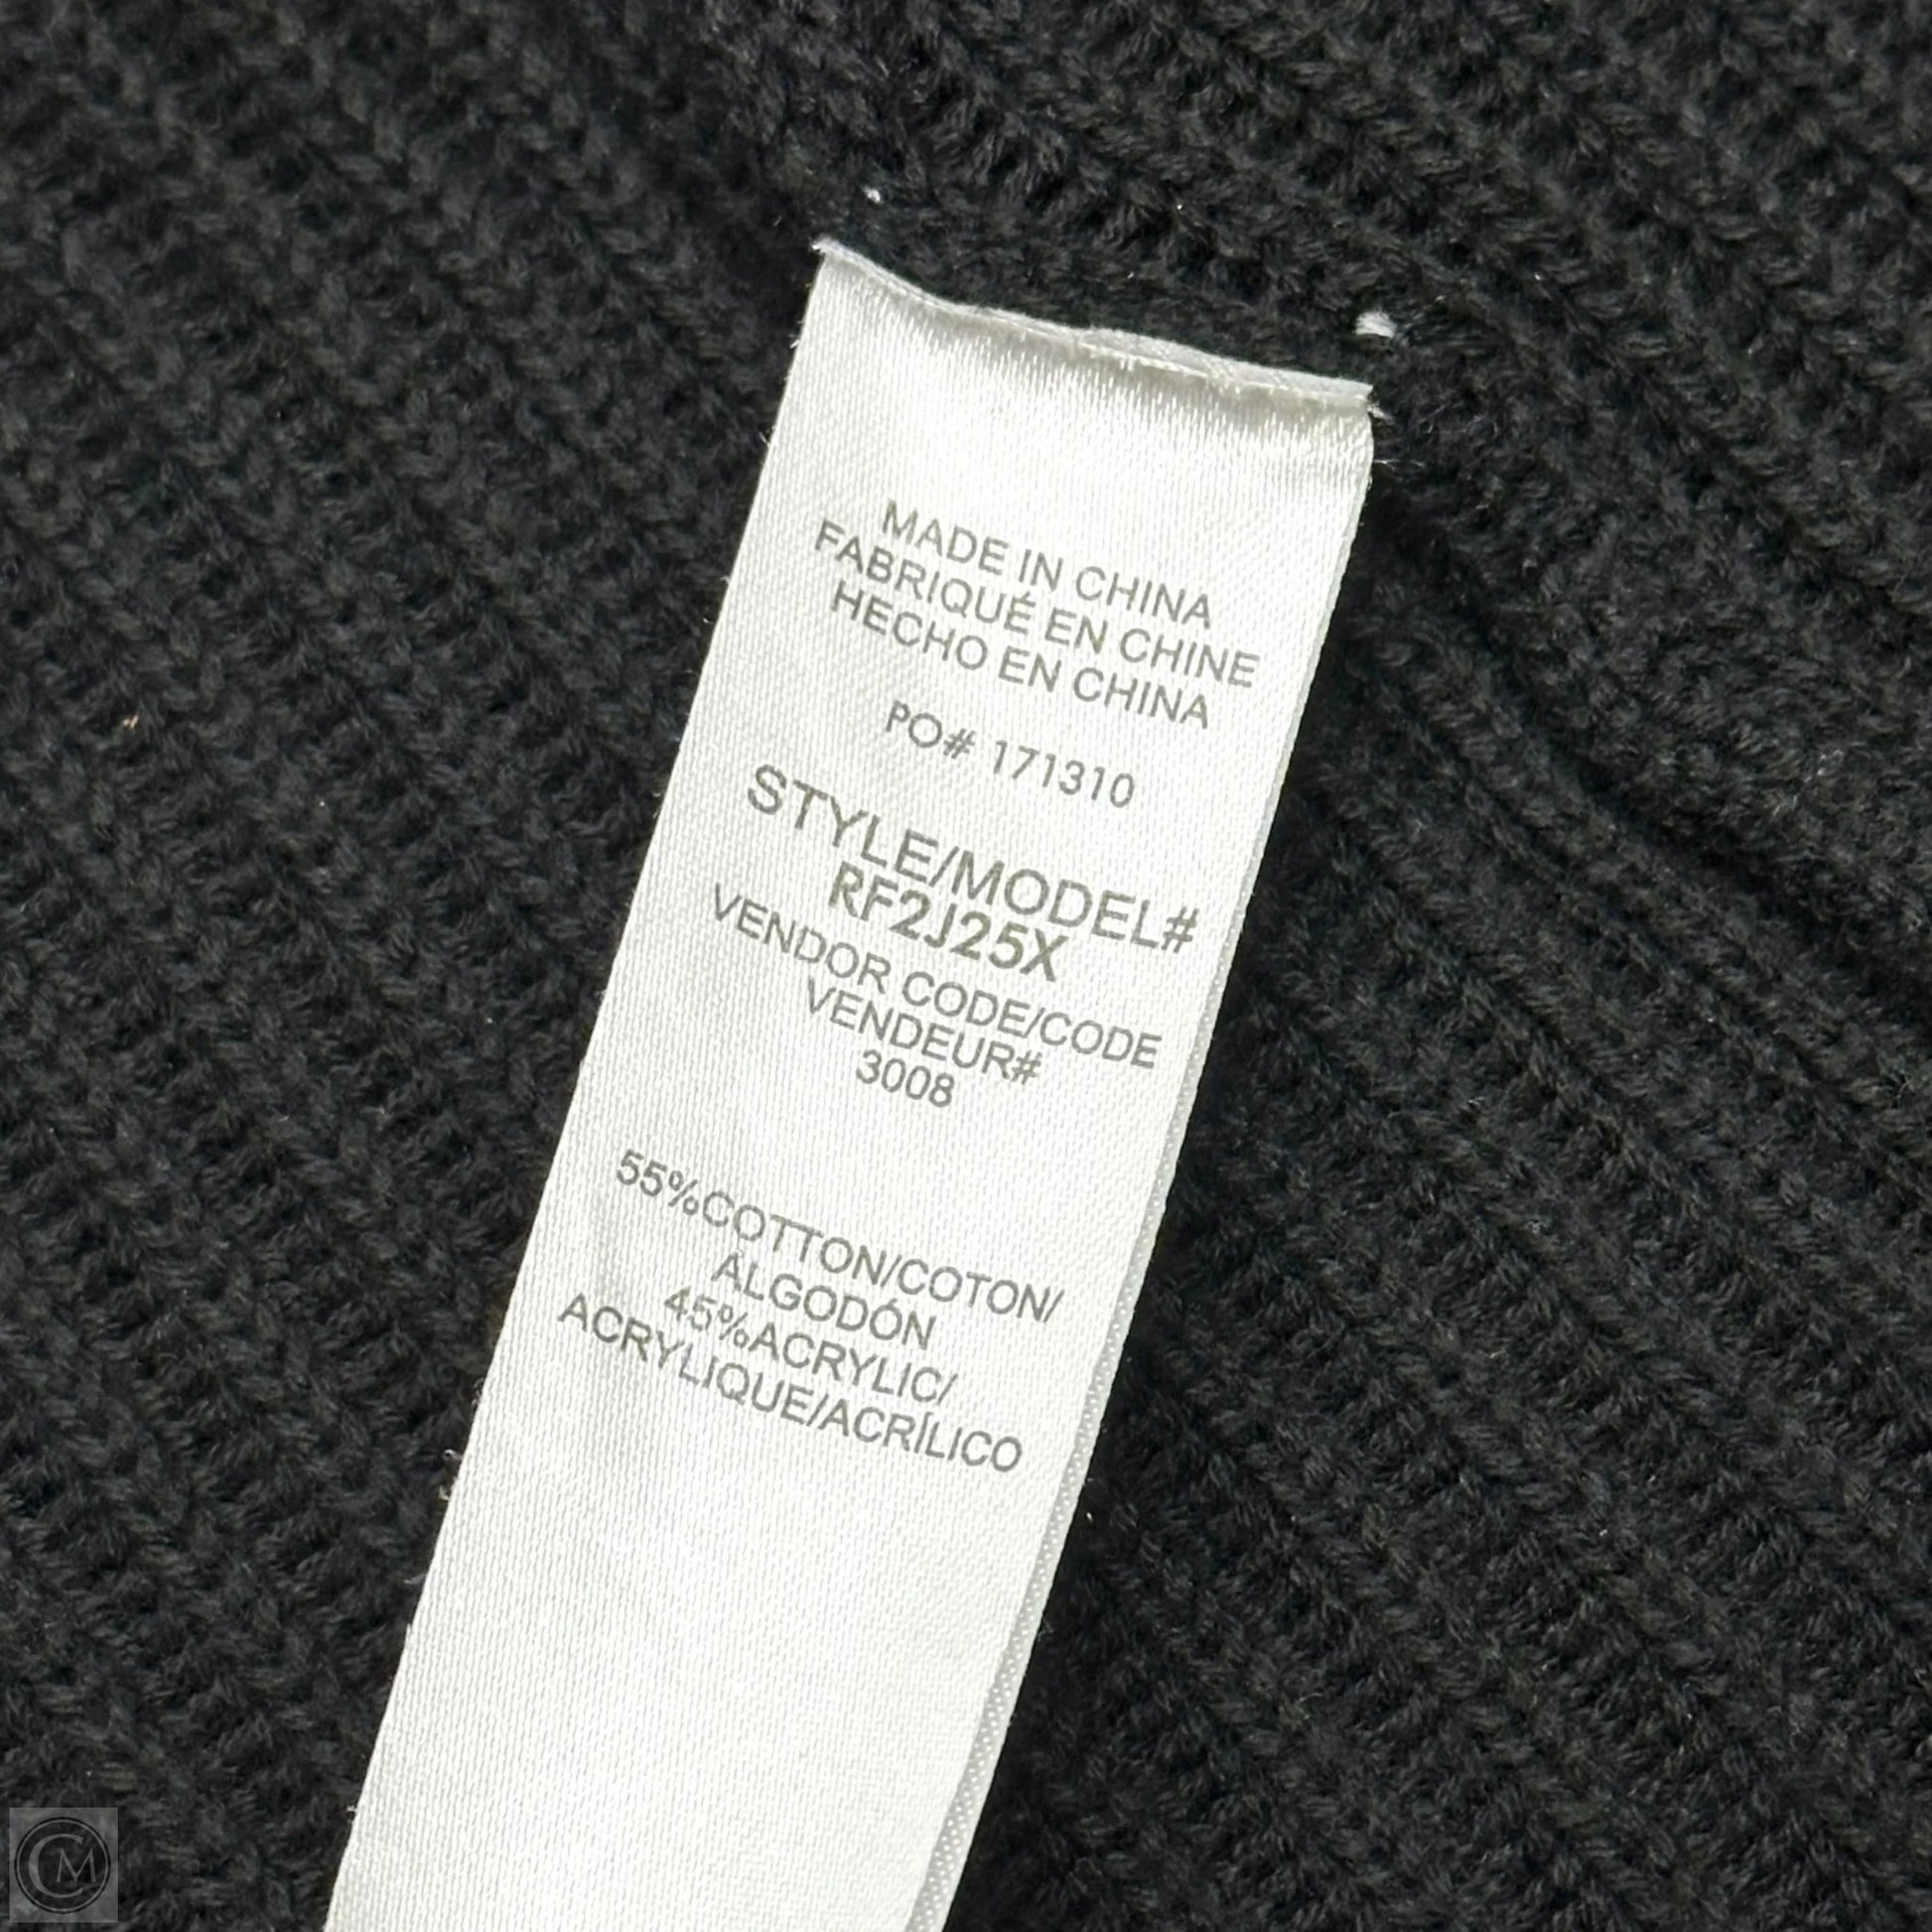 MADE IN CHINA
FABRIQUÉ EN CHINE
HECHO EN CHINA
PO# 171310
STYLE/MODEL#
RF2J25X
VENDOR CODE/CODE
VENDEUR#
3008
55%COTTON/COTON/
ALGODÓN
45%ACRYLIC/
ACRYLIQUE/ACRÍLICO
CM